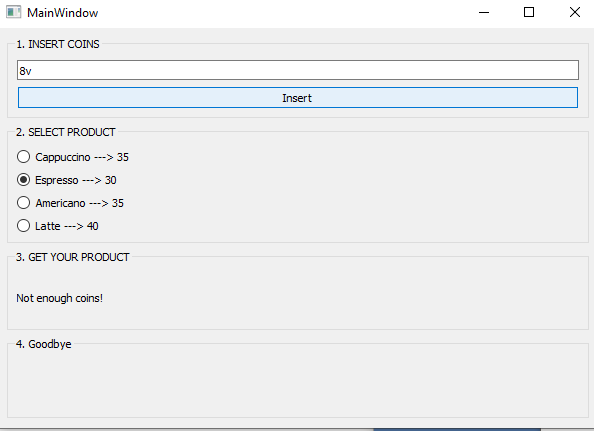 MainWindow
1. INSERT COINS
8v
Insert
2. SELECT PRODUCT
Cappuccino ---> 35
Espresso ---> 30
Americano ---> 35
Latte ---> 40
3. GET YOUR PRODUCT
Not enough coins!
4. Goodbye